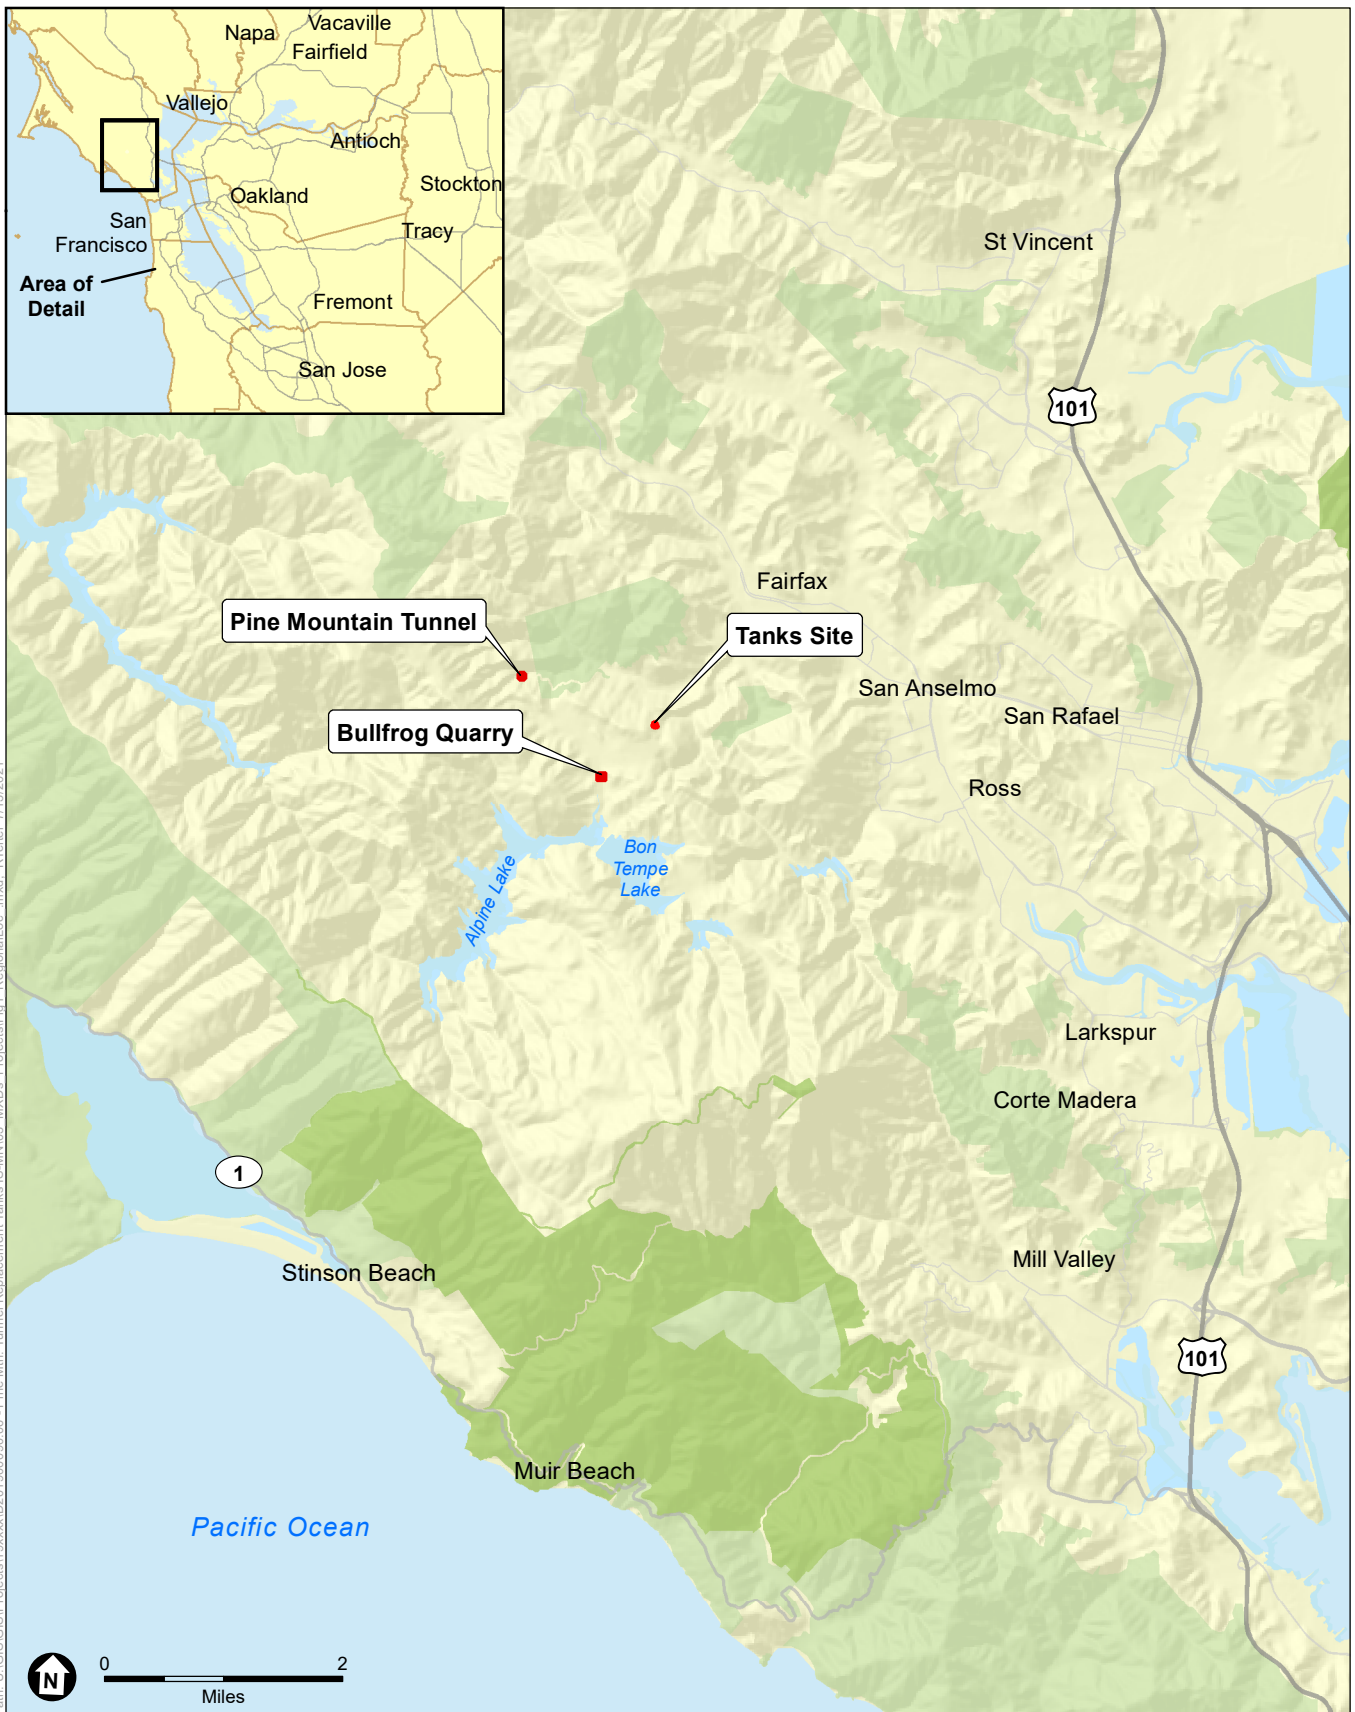 Napa
Vacaville
Fairfield
Vallejo
Antioch
Stockton
Oakland
San
Francisco
Tracy
Area of
Detail
Fremont
San Jose
St Vincent
101
Fairfax
Pine Mountain Tunnel
Tanks Site
San Anselmo
San Rafael
Bullfrog Quarry
Ross
Bon
Tempe
Lake
Alpine Lake
Larkspur
Corte Madera
1
Mill Valley
Stinson Beach
101
Muir Beach
Pacific Ocean
N
0
2
Miles